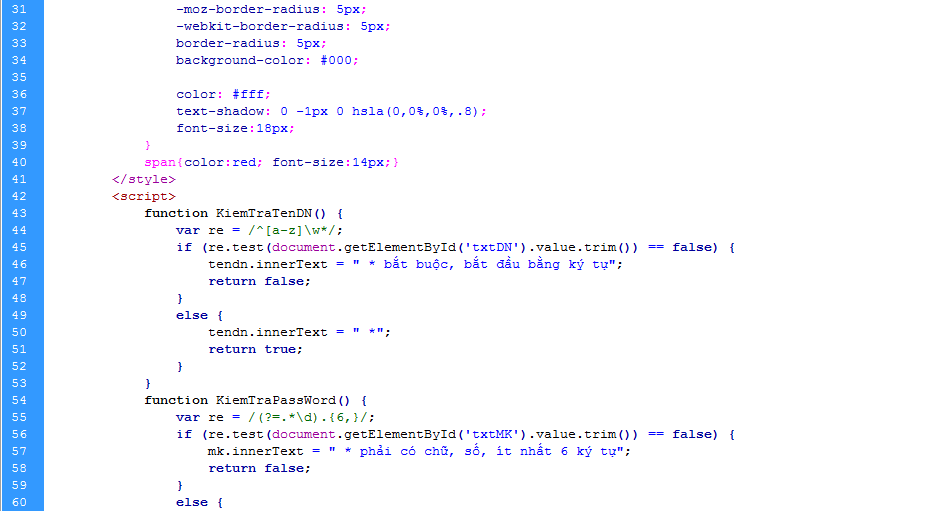 31 -moz-border-radius: 5px;
32 -webkit-border-radius: 5px;
33 border-radius: 5px;
34 background-color: #000;
35
36 color: #fff;
37 text-shadow: 0 -1px 0 hsla(0,0%,0%,.8);
38 font-size:18px;
39 }
40 span{color:red; font-size:14px;}
41 </style>
42 <script>
43 function KiemTraTenDN() {
44 var re = /^[a-z]\w*/;
45 if (re.test(document.getElementById('txtDN').value.trim()) == false) {
46 tendn.innerText = " * bắt buộc, bắt đầu bằng ký tự";
47 return false;
48 }
49 else {
50 tendn.innerText = " *";
51 return true;
52 }
53 }
54 function KiemTraPassWord() {
55 var re = /(?=.*\d).{6,}/;
56 if (re.test(document.getElementById('txtMK').value.trim()) == false) {
57 mk.innerText = " * phải có chữ, số, ít nhất 6 ký tự";
58 return false;
59 }
60 else {